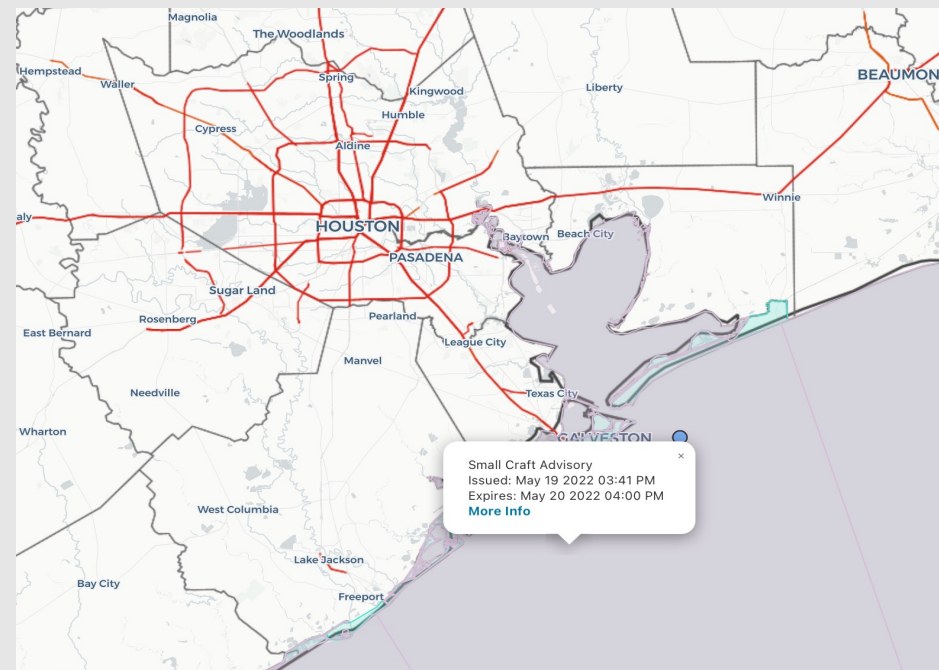 Magnolia
The Woodlands
Hempstead
Spring
BEAUMON
Waller
Kingwood
Liberty
Humble
Cypress
Aldine
Winnie
aly
HOUSTON
Baytown
Beach City
PASADENA
Sugar Land
Rosenberg
Pearland
East Bernard
League City
Manvel
Needville
Texas City
Wharton
GALVESTON
×
Small Craft Advisory
Issued: May 19 2022 03:41 PM
Expires: May 20 2022 04:00 PM
More Info
West Columbia
Lake Jackson
Bay City
Freeport